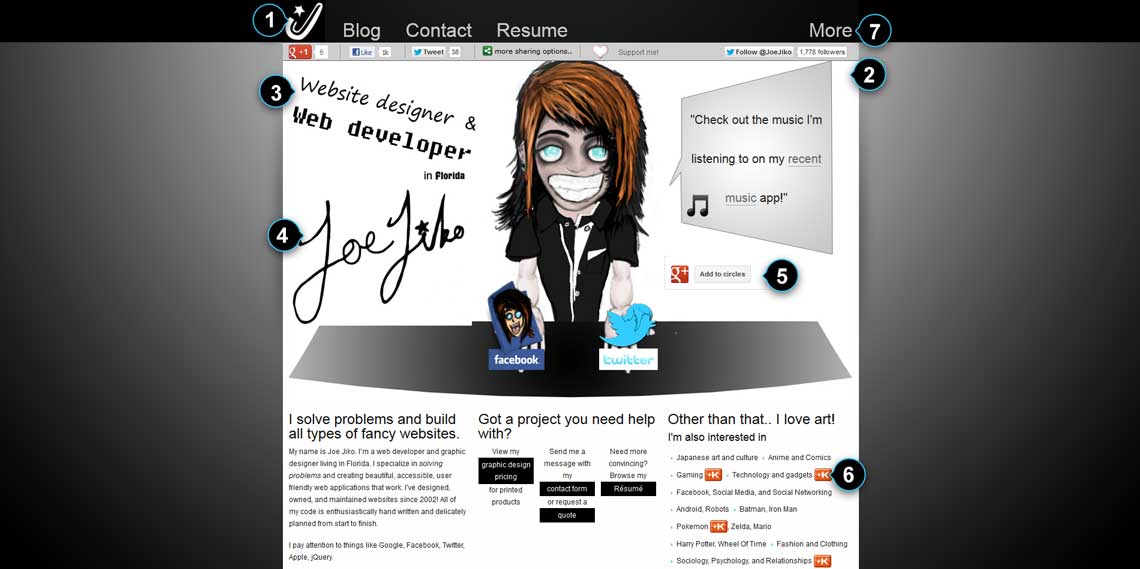 1
Blog Contact Resume More
7
+1 6 Like 1k Tweet 38 more sharing options.. Support me! Follow @JoeJiko 1,778 followers
2
3
Website designer &
Web developer
in Florida
4
Joe Jiko
"Check out the music I'm
listening to on my recent
music app!"
g+ Add to circles
5
facebook
twitter
I solve problems and build
all types of fancy websites.
My name is Joe Jiko. I'm a web developer and graphic
designer living in Florida. I specialize in solving
problems and creating beautiful, accessible, user
friendly web applications that work. I've designed,
owned, and maintained websites since 2002! All of
my code is enthusiastically hand written and delicately
planned from start to finish.
I pay attention to things like Google, Facebook, Twitter,
Apple, jQuery.
Got a project you need help
with?
View my
graphic design
pricing
for printed
products
Send me a
message with
my
contact form
or request a
quote
Need more
convincing?
Browse my
Résumé
Other than that.. I love art!
I'm also interested in
Japanese art and culture Anime and Comics
Gaming +K Technology and gadgets +K
6
Facebook, Social Media, and Social Networking
Android, Robots Batman, Iron Man
Pokemon +K, Zelda, Mario
Harry Potter, Wheel Of Time Fashion and Clothing
Sociology, Psychology, and Relationships +K